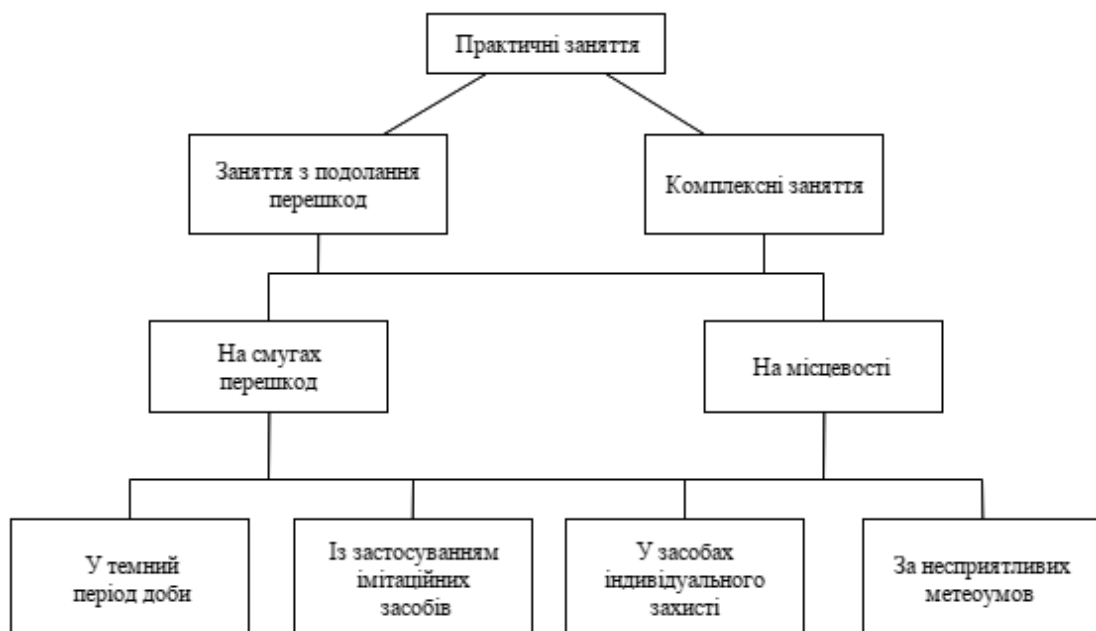 Практичні заняття
Заняття з подолання
перешкод
Комплексні заняття
На смугах
перешкод
На місцевості
У темний
період доби
Із застосуванням
імітаційних
засобів
У засобах
індивідуального
захисті
За несприятливих
метеоумов